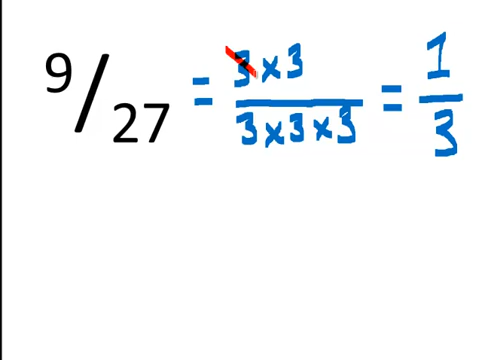 9/27 = 3 x 3 / 3 x 3 x 3 = 1/3